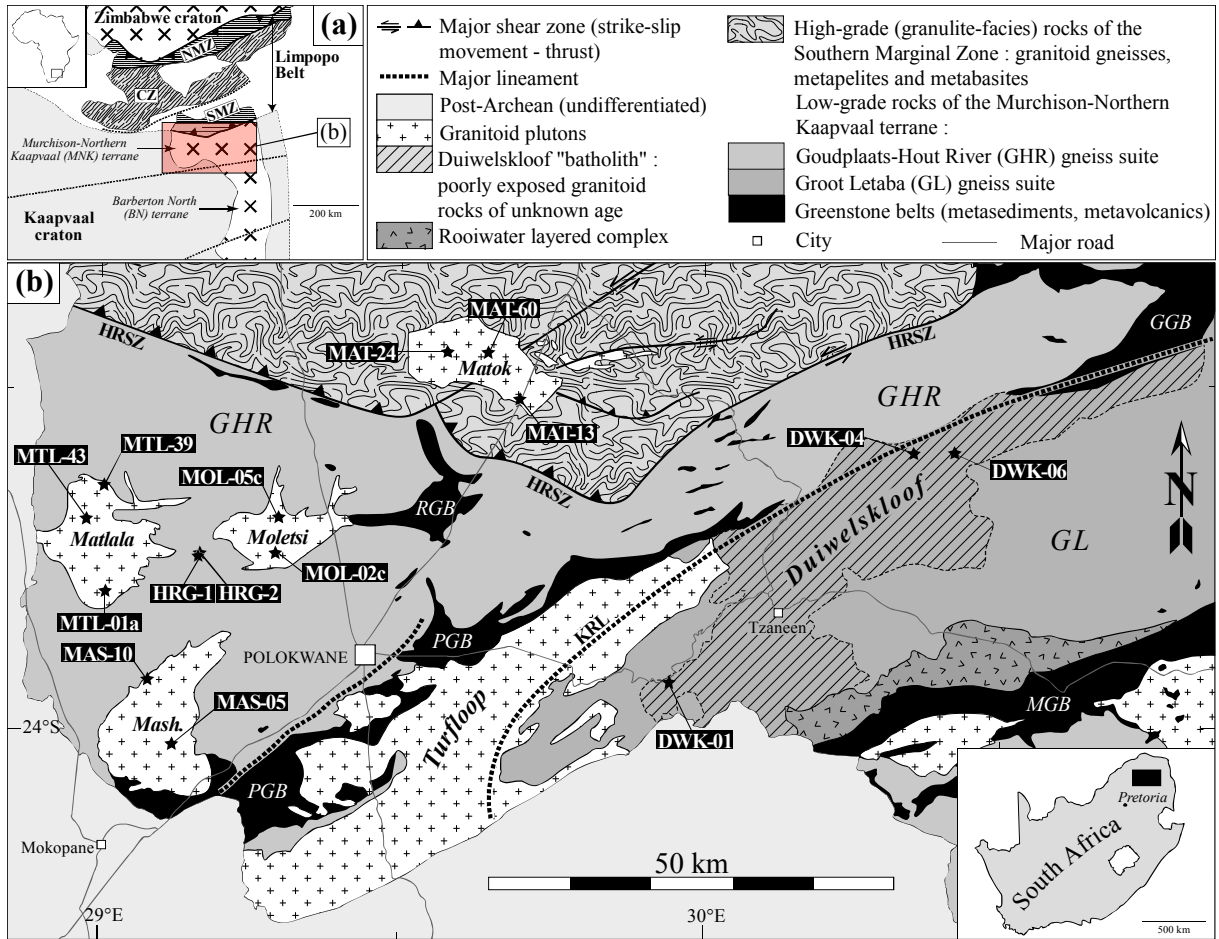 Zimbabwe craton
(a)
NMZ
Limpopo
Belt
CZ
SMZ
(b)
Murchison-Northern
Kaapvaal (MNK) terrane
Barberton North
(BN) terrane
Kaapvaal
craton
200 km
Major shear zone (strike-slip
movement - thrust)
Major lineament
Post-Archean (undifferentiated)
Granitoid plutons
Duiwelskloof "batholith" :
poorly exposed granitoid
rocks of unknown age
Rooiwater layered complex
High-grade (granulite-facies) rocks of the
Southern Marginal Zone : granitoid gneisses,
metapelites and metabasites
Low-grade rocks of the Murchison-Northern
Kaapvaal terrane :
Goudplaats-Hout River (GHR) gneiss suite
Groot Letaba (GL) gneiss suite
Greenstone belts (metasediments, metavolcanics)
City
Major road
(b)
HRSZ
MAT-60
MAT-24
Matok
MAT-13
HRSZ
GGB
GHR
GHR
MTL-39
MTL-43
MOL-05c
HRSZ
DWK-04
DWK-06
N
RGB
Matlala
Moletsi
MOL-02c
Duiwelskloof
GL
HRG-1
HRG-2
MTL-01a
Tzaneen
KRL
PGB
MAS-10
POLOKWANE
MAS-05
Mash.
Turfloop
MGB
24°S
DWK-01
PGB
Mokopane
50 km
29°E
30°E
Pretoria
South Africa
500 km